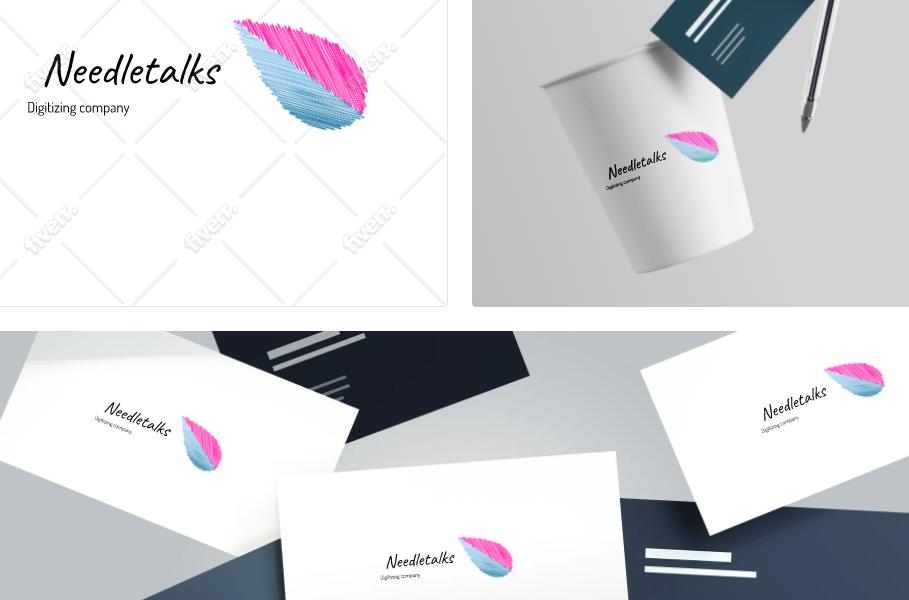 Needletalks
Digitizing company
fiverr.
fiverr.
fiverr.
fiverr.
fiverr.
Needletalks
Digitizing company
Needletalks
Digitizing company
Needletalks
Digitizing company
Needletalks
Digitizing company